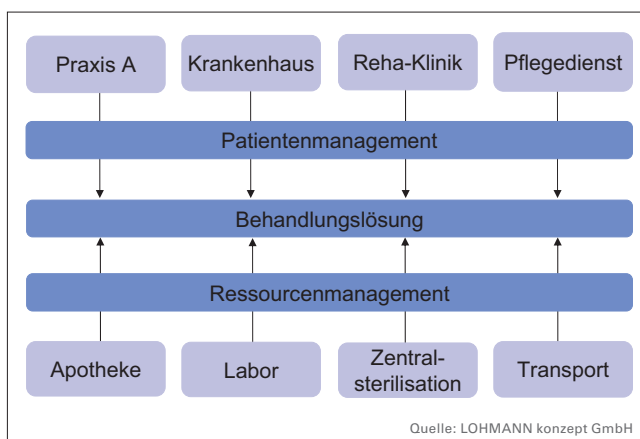 Praxis A
Krankenhaus
Reha-Klinik
Pflegedienst
Patientenmanagement
Behandlungslösung
Ressourcenmanagement
Apotheke
Labor
Zentral-
sterilisation
Transport
Quelle: LOHMANN konzept GmbH